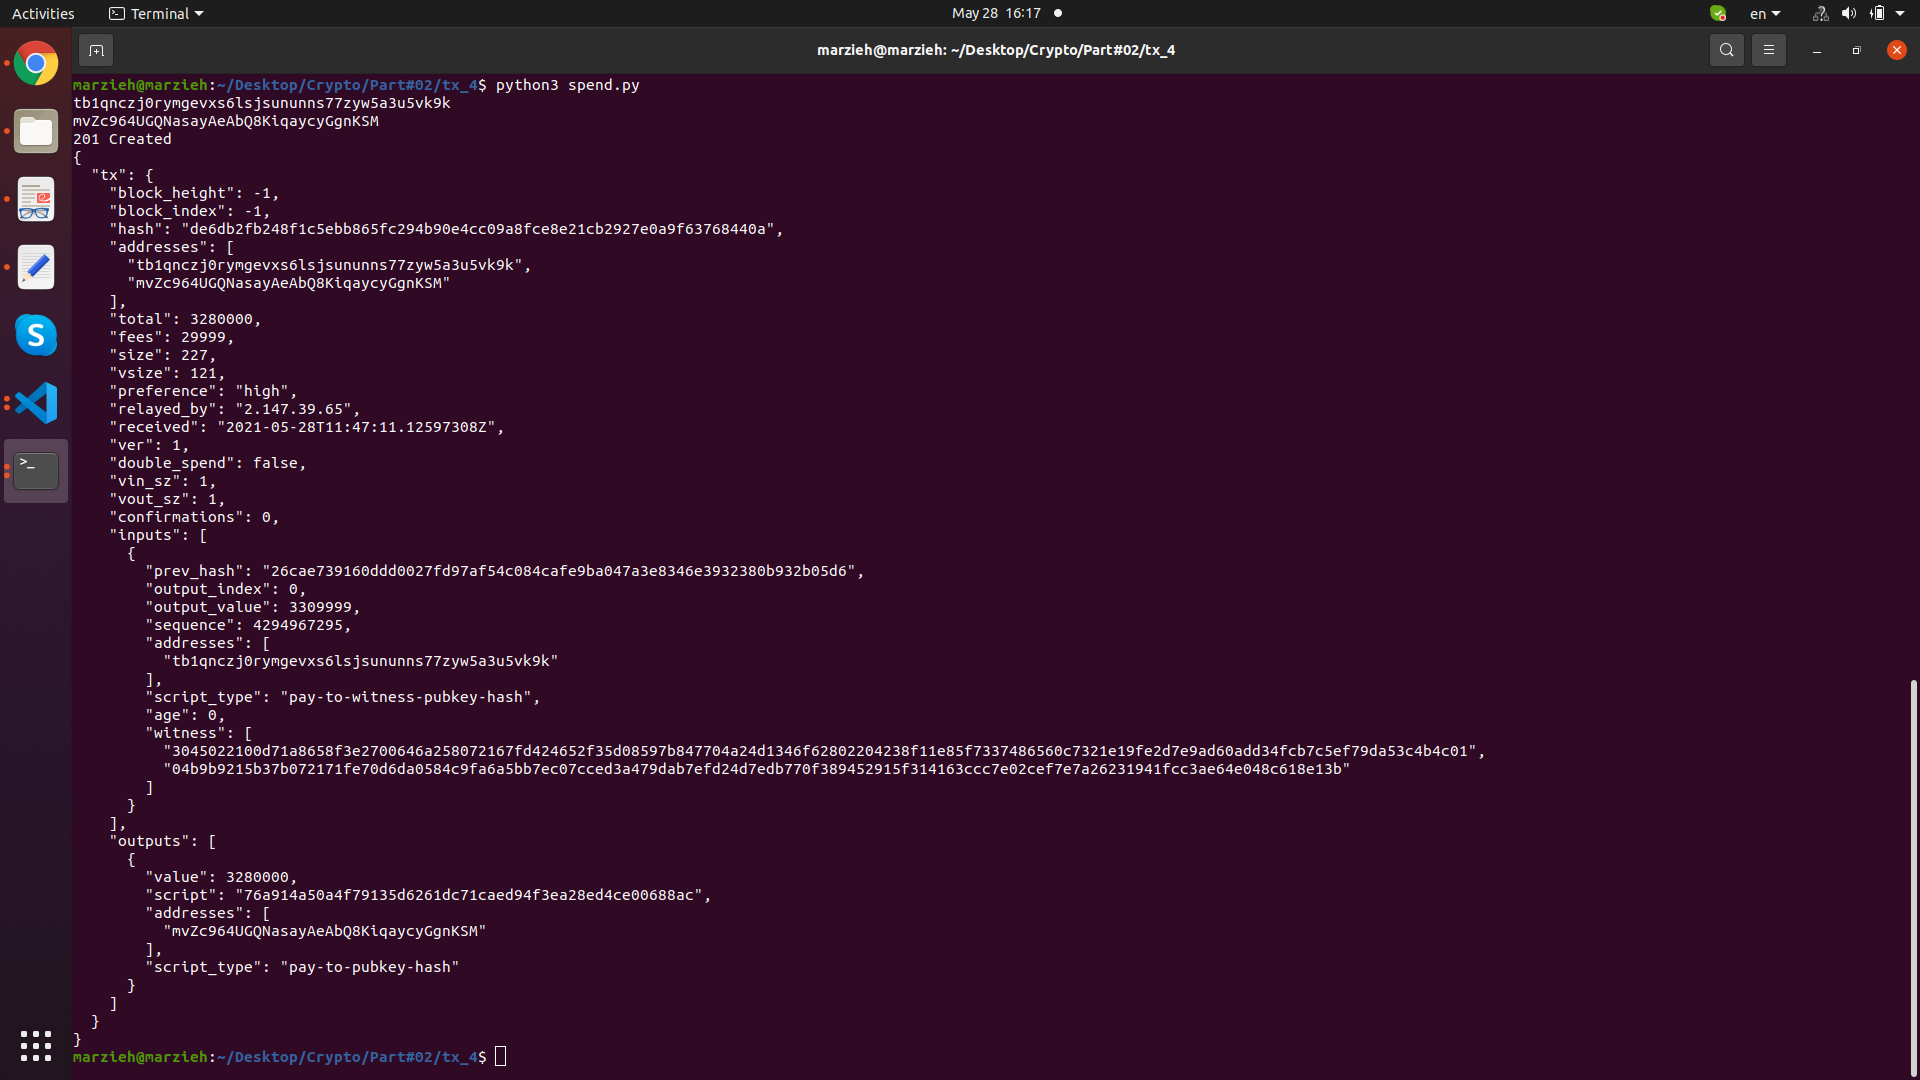 Activities
Terminal
May 28 16:17
en
marzieh@marzieh: ~/Desktop/Crypto/Part#02/tx_4
marzieh@marzieh:~/Desktop/Crypto/Part#02/tx_4$ python3 spend.py
tb1qnczj0rymgevxs6lsjsununns77zyw5a3u5vk9k
mvZc964UGQNasayAeAbQ8KiqaycyGgnKSM
201 Created
{
  "tx": {
    "block_height": -1,
    "block_index": -1,
    "hash": "de6db2fb248f1c5ebb865fc294b90e4cc09a8fce8e21cb2927e0a9f63768440a",
    "addresses": [
      "tb1qnczj0rymgevxs6lsjsununns77zyw5a3u5vk9k",
      "mvZc964UGQNasayAeAbQ8KiqaycyGgnKSM"
    ],
    "total": 3280000,
    "fees": 29999,
    "size": 227,
    "vsize": 121,
    "preference": "high",
    "relayed_by": "2.147.39.65",
    "received": "2021-05-28T11:47:11.12597308Z",
    "ver": 1,
    "double_spend": false,
    "vin_sz": 1,
    "vout_sz": 1,
    "confirmations": 0,
    "inputs": [
      {
        "prev_hash": "26cae739160ddd0027fd97af54c084cafe9ba047a3e8346e3932380b932b05d6",
        "output_index": 0,
        "output_value": 3309999,
        "sequence": 4294967295,
        "addresses": [
          "tb1qnczj0rymgevxs6lsjsununns77zyw5a3u5vk9k"
        ],
        "script_type": "pay-to-witness-pubkey-hash",
        "age": 0,
        "witness": [
          "3045022100d71a8658f3e2700646a258072167fd424652f35d08597b847704a24d1346f62802204238f11e85f7337486560c7321e19fe2d7e9ad60add34fcb7c5ef79da53c4b4c01",
          "04b9b9215b37b072171fe70d6da0584c9fa6a5bb7ec07cced3a479dab7efd24d7edb770f389452915f314163ccc7e02cef7e7a26231941fcc3ae64e048c618e13b"
        ]
      }
    ],
    "outputs": [
      {
        "value": 3280000,
        "script": "76a914a50a4f79135d6261dc71caed94f3ea28ed4ce00688ac",
        "addresses": [
          "mvZc964UGQNasayAeAbQ8KiqaycyGgnKSM"
        ],
        "script_type": "pay-to-pubkey-hash"
      }
    ]
  }
}
marzieh@marzieh:~/Desktop/Crypto/Part#02/tx_4$